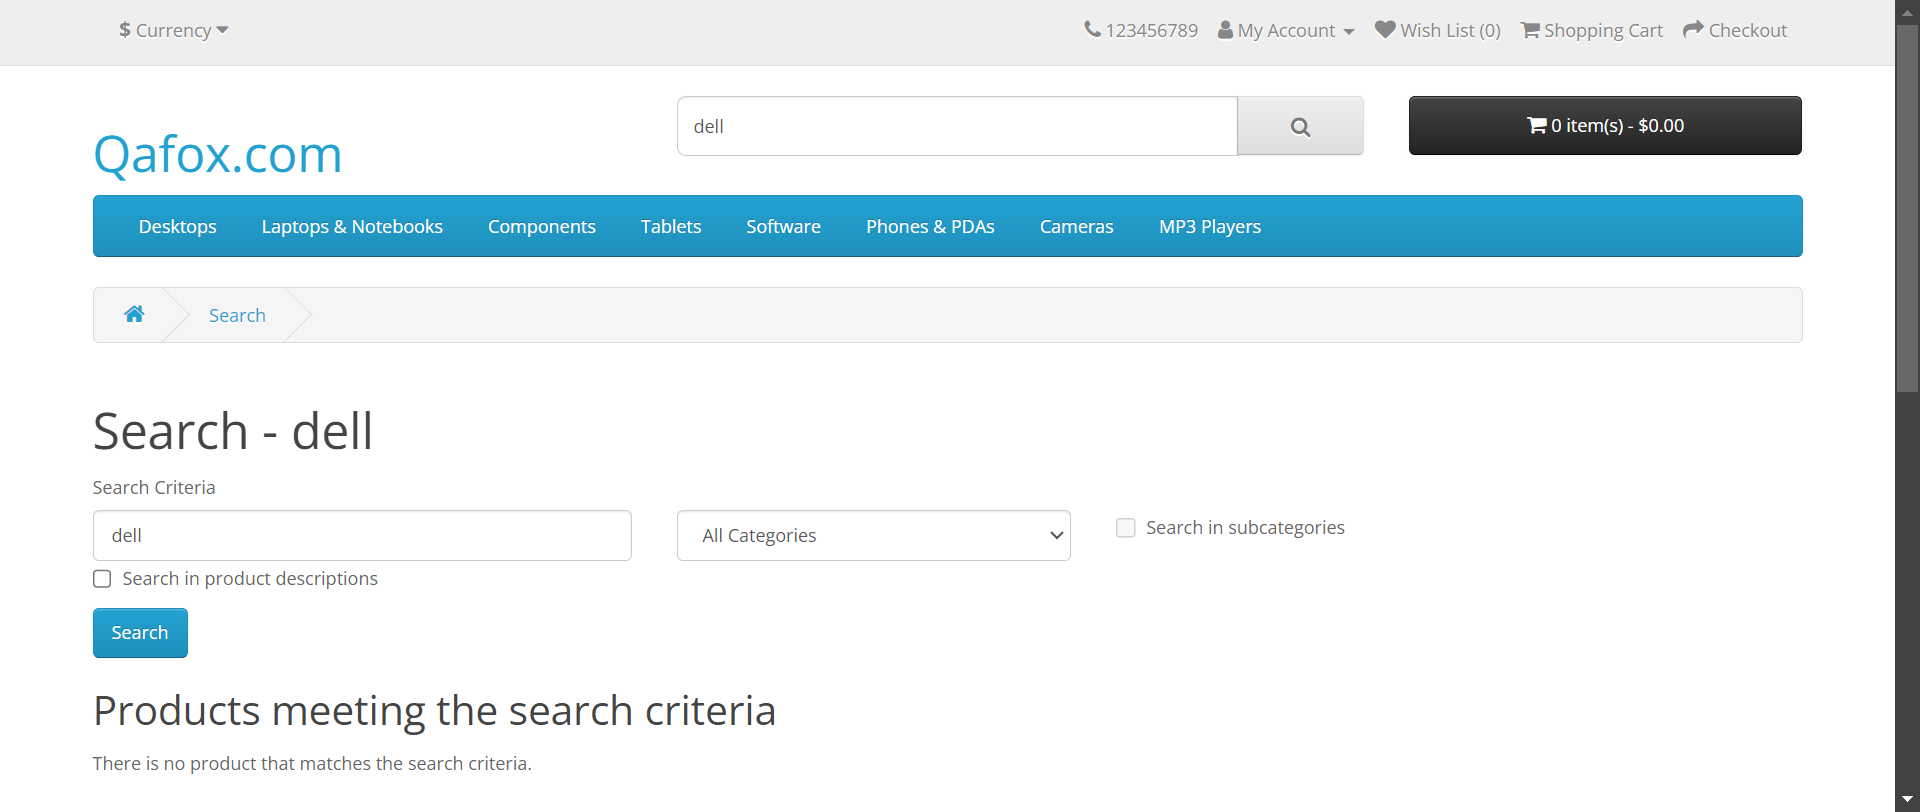 $ Currency
123456789 My Account Wish List (0) Shopping Cart Checkout
Qafox.com
dell
0 item(s) - $0.00
Desktops Laptops & Notebooks Components Tablets Software Phones & PDAs Cameras MP3 Players
Search
Search - dell
Search Criteria
dell All Categories Search in subcategories
Search in product descriptions
Search
Products meeting the search criteria
There is no product that matches the search criteria.